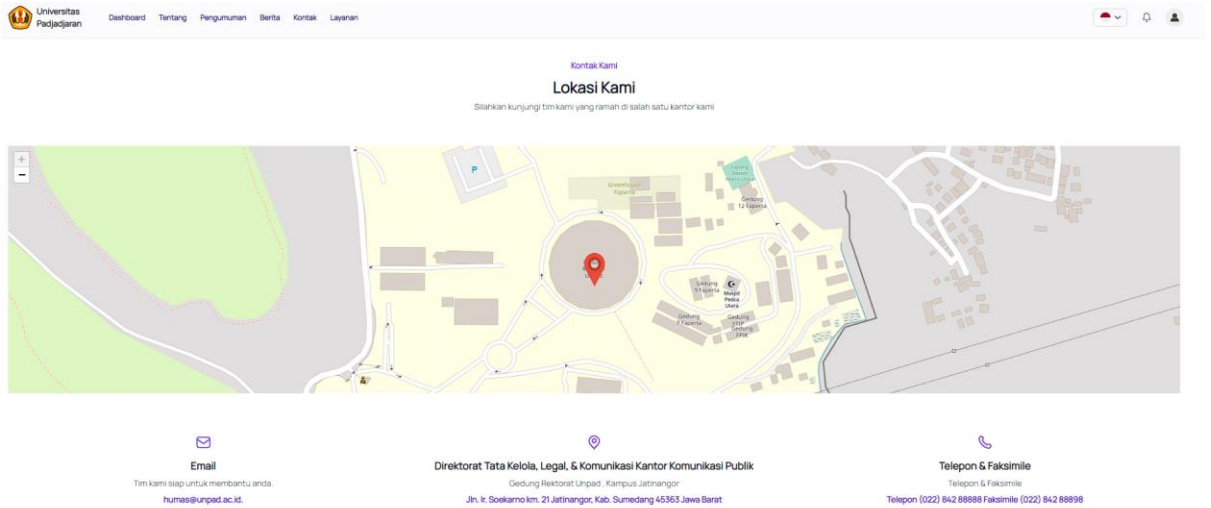 Universitas
Padjadjaran
Dashboard Tentang Pengumuman Berita Kontak Layanan
Kontak Kami
Lokasi Kami
Silahkan kunjungi tim kami yang ramah di salah satu kantor kami
+
−
P
Greenhouse
Faperta
Gedung
12 Faperta
Gedung
9 Faperta
Masjid
Pedca
Utara
Gedung
7 Faperta
Gedung
FPIK
Email
Tim kami siap untuk membantu anda.
humas@unpad.ac.id.
Direktorat Tata Kelola, Legal, & Komunikasi Kantor Komunikasi Publik
Gedung Rektorat Unpad , Kampus Jatinangor
Jln. Ir. Soekarno km. 21 Jatinangor, Kab. Sumedang 45363 Jawa Barat
Telepon & Faksimile
Telepon & Faksimile
Telepon (022) 842 88888 Faksimile (022) 842 88898